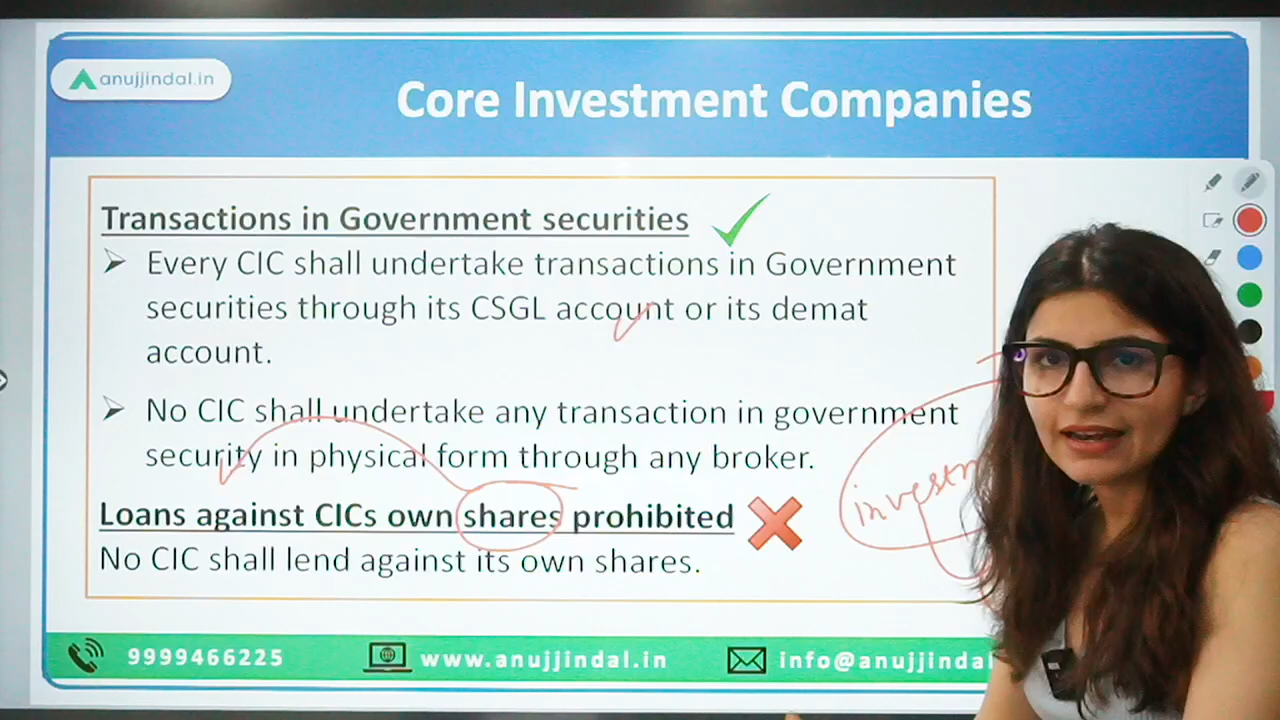 anujjindal.in
Core Investment Companies
Transactions in Government securities
Every CIC shall undertake transactions in Government
securities through its CSGL account or its demat
account.
No CIC shall undertake any transaction in government
security in physical form through any broker.
Loans against CICs own shares prohibited
No CIC shall lend against its own shares.
investm
9999466225
www.anujjindal.in
info@anujjindal